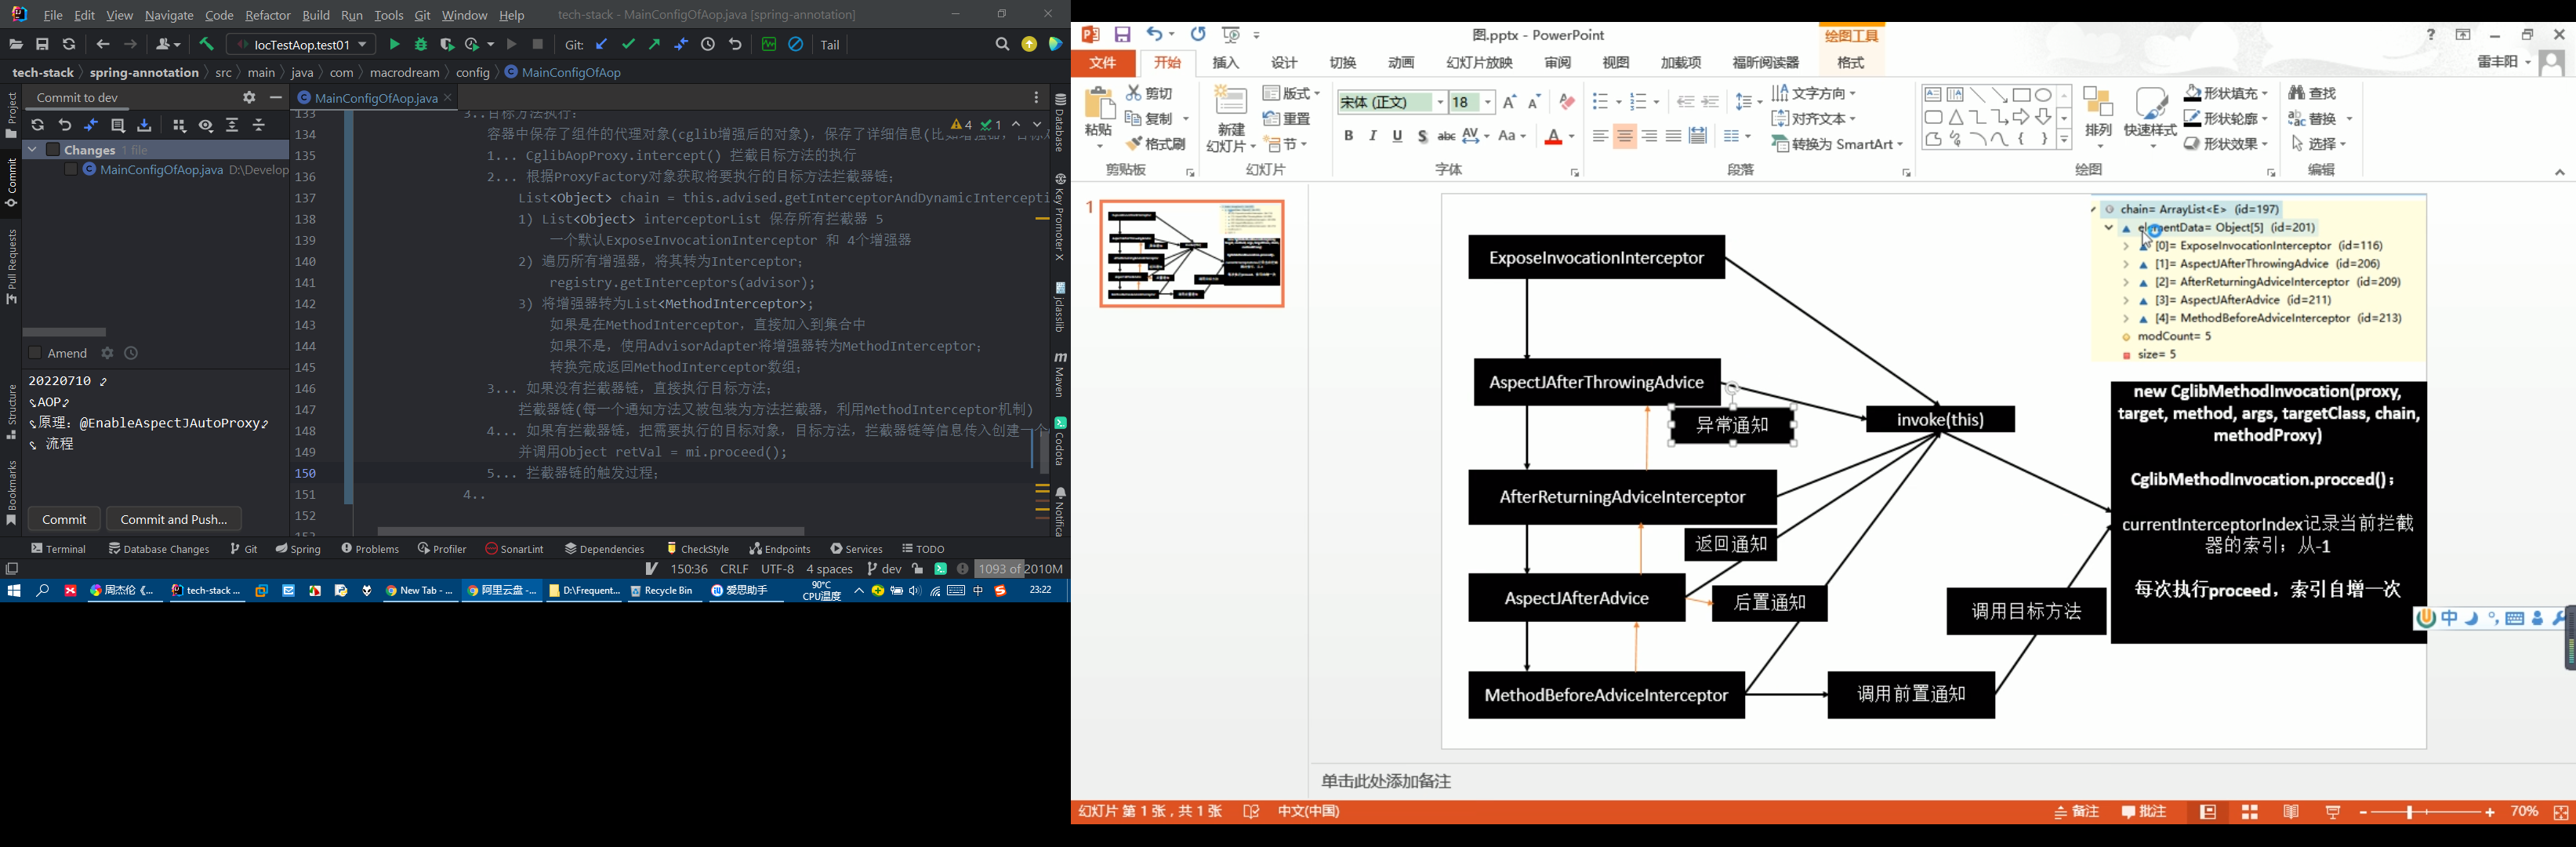 File Edit View Navigate Code Refactor Build Run Tools Git Window Help tech-stack - MainConfigOfAop.java [spring-annotation]
IocTestAop.test01 Git: Tail
tech-stack spring-annotation src main java com macrodream config MainConfigOfAop
Commit to dev MainConfigOfAop.java
Project
Commit
Pull Requests
Structure
Bookmarks
Changes 1 file
MainConfigOfAop.java D:\Develop
Amend
20220710
AOP
原理：@EnableAspectJAutoProxy
流程
Commit Commit and Push...
133 3..目标方法执行；
134 容器中保存了组件的代理对象(cglib增强后的对象)，保存了详细信息(比如增强器，目标对
4 1
135 1... CglibAopProxy.intercept() 拦截目标方法的执行
136 2... 根据ProxyFactory对象获取将要执行的目标方法拦截器链；
137 List<Object> chain = this.advised.getInterceptorsAndDynamicIntercepti
138 1) List<Object> interceptorList 保存所有拦截器 5
139 一个默认ExposeInvocationInterceptor 和 4个增强器
140 2) 遍历所有增强器，将其转为Interceptor；
141 registry.getInterceptors(advisor);
142 3) 将增强器转为List<MethodInterceptor>；
143 如果是在MethodInterceptor，直接加入到集合中
144 如果不是，使用AdvisorAdapter将增强器转为MethodInterceptor；
145 转换完成返回MethodInterceptor数组；
146 3... 如果没有拦截器链，直接执行目标方法；
147 拦截器链(每一个通知方法又被包装为方法拦截器，利用MethodInterceptor机制)
148 4... 如果有拦截器链，把需要执行的目标对象，目标方法，拦截器链等信息传入创建一个
149 并调用Object retVal = mi.proceed();
150 5... 拦截器链的触发过程；
151 4..
152
Database
Key Promoter X
jclasslib
Maven
Codota
Notifica
Terminal Database Changes Git Spring Problems Profiler SonarLint Dependencies CheckStyle Endpoints Services TODO
150:36 CRLF UTF-8 4 spaces dev 1093 of 2010M
周杰伦《... tech-stack ... New Tab - ... 阿里云盘 -... D:\Frequent... Recycle Bin 爱思助手 90°C 中 23:22
CPU温度
图.pptx - PowerPoint 绘图工具
文件 开始 插入 设计 切换 动画 幻灯片放映 审阅 视图 加载项 福昕阅读器 格式 雷丰阳
粘贴 剪切 复制 格式刷
剪贴板
新建
幻灯片 版式 重置 节
幻灯片
宋体 (正文) 18
B I U S abc AV Aa A
字体
文字方向
对齐文本
转换为 SmartArt
段落
排列 快速样式 形状填充 形状轮廓 形状效果
绘图
查找
替换
选择
编辑
1
ExposeInvocationInterceptor
AspectJAfterThrowingAdvice
异常通知
invoke(this)
AfterReturningAdviceInterceptor
返回通知
AspectJAfterAdvice
后置通知
调用目标方法
MethodBeforeAdviceInterceptor
调用前置通知
chain= ArrayList<E> (id=197)
elementData= Object[5] (id=201)
[0]= ExposeInvocationInterceptor (id=116)
[1]= AspectJAfterThrowingAdvice (id=206)
[2]= AfterReturningAdviceInterceptor (id=209)
[3]= AspectJAfterAdvice (id=211)
[4]= MethodBeforeAdviceInterceptor (id=213)
modCount= 5
size= 5
new CglibMethodInvocation(proxy,
target, method, args, targetClass, chain,
methodProxy)
CglibMethodInvocation.procced()；
currentInterceptorIndex记录当前拦截
器的索引；从-1
每次执行proceed，索引自增一次
中
单击此处添加备注
幻灯片 第 1 张，共 1 张 中文(中国) 备注 批注 70%